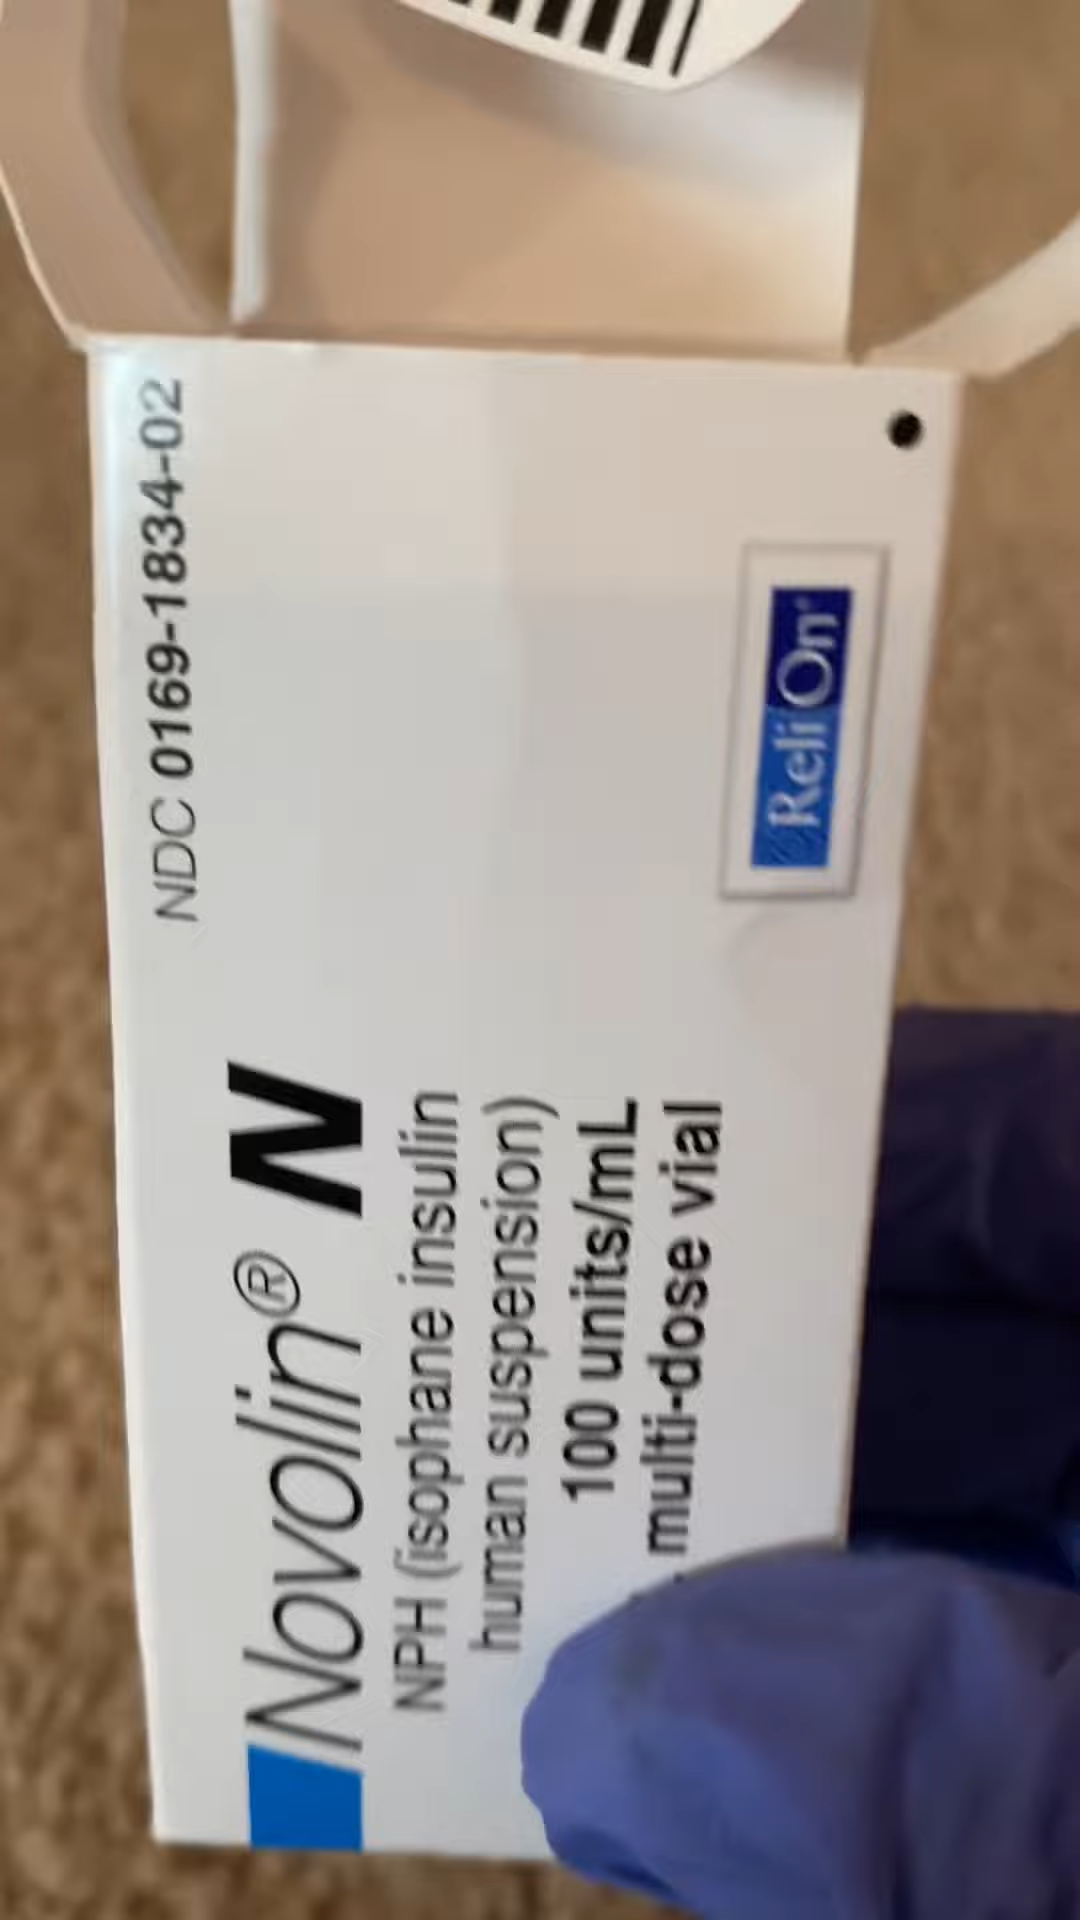 NDC 0169-1834-02
Novolin® N
NPH (isophane insulin
human suspension)
100 units/mL
multi-dose vial
ReliOn